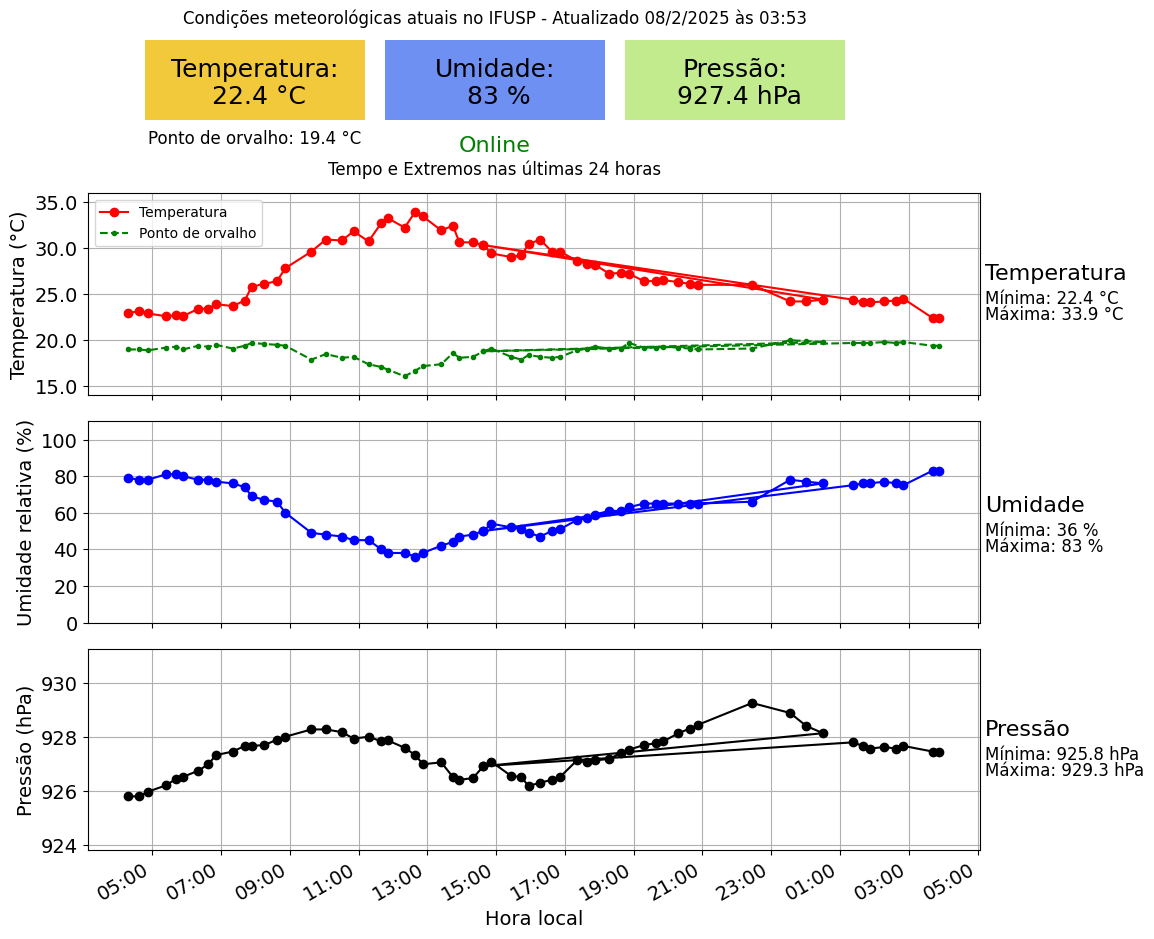 Condições meteorológicas atuais no IFUSP - Atualizado 08/2/2025 às 03:53
Temperatura:
22.4 °C
Umidade:
83 %
Pressão:
927.4 hPa
Ponto de orvalho: 19.4 °C
Online
Tempo e Extremos nas últimas 24 horas
Temperatura (°C)
35.0
30.0
25.0
20.0
15.0
Temperatura
Ponto de orvalho
Temperatura
Mínima: 22.4 °C
Máxima: 33.9 °C
Umidade relativa (%)
100
80
60
40
20
0
Umidade
Mínima: 36 %
Máxima: 83 %
Pressão (hPa)
930
928
926
924
Pressão
Mínima: 925.8 hPa
Máxima: 929.3 hPa
05:00 07:00 09:00 11:00 13:00 15:00 17:00 19:00 21:00 23:00 01:00 03:00 05:00
Hora local